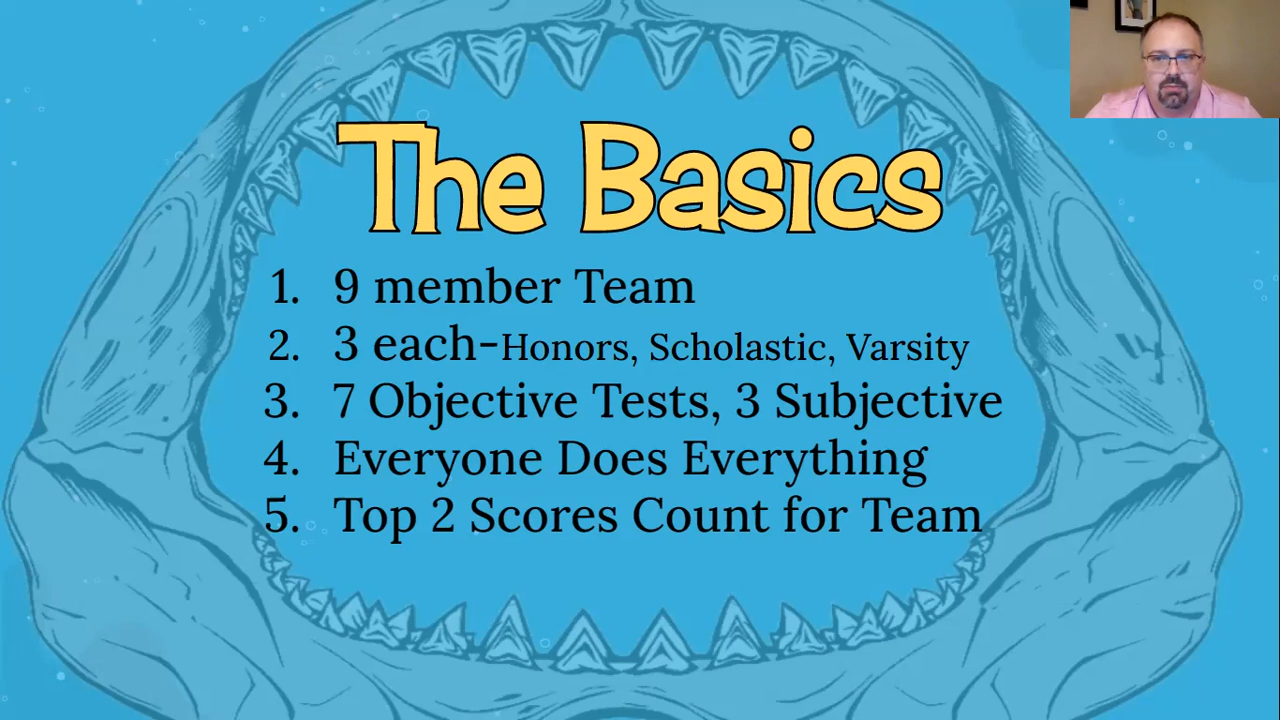 The Basics
1. 9 member Team
2. 3 each-Honors, Scholastic, Varsity
3. 7 Objective Tests, 3 Subjective
4. Everyone Does Everything
5. Top 2 Scores Count for Team